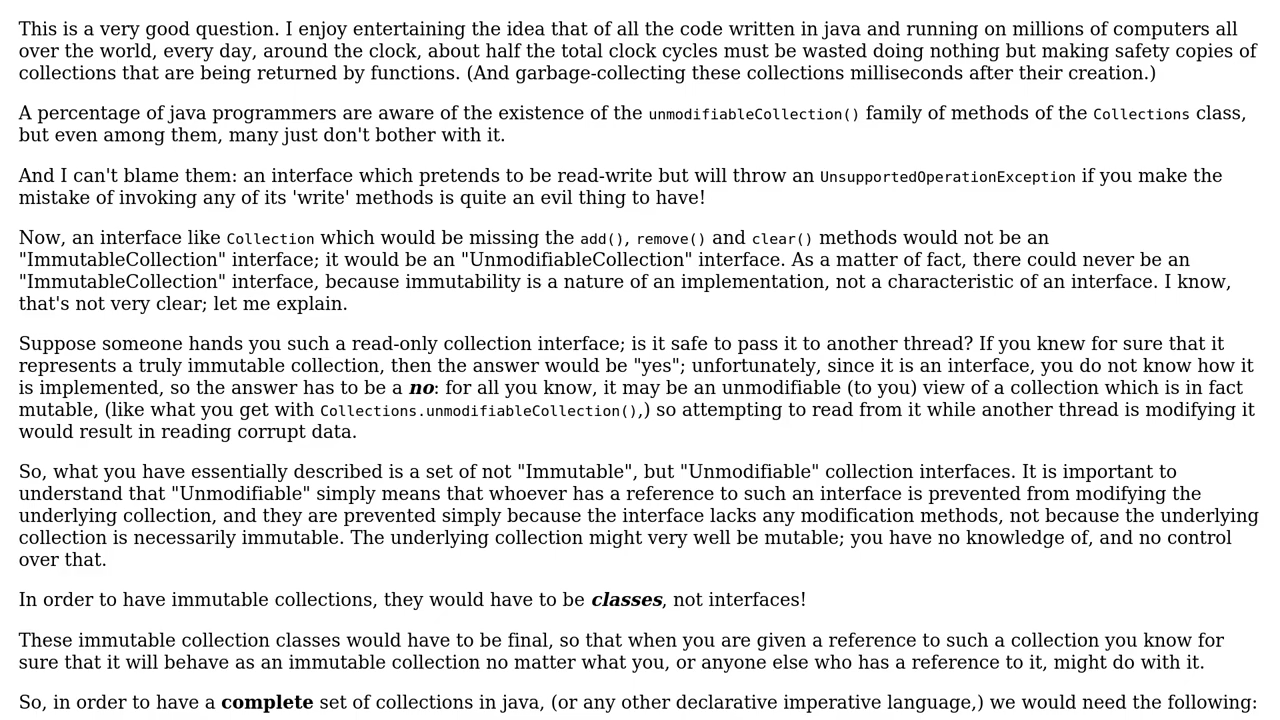 This is a very good question. I enjoy entertaining the idea that of all the code written in java and running on millions of computers all
over the world, every day, around the clock, about half the total clock cycles must be wasted doing nothing but making safety copies of
collections that are being returned by functions. (And garbage-collecting these collections milliseconds after their creation.)
A percentage of java programmers are aware of the existence of the unmodifiableCollection() family of methods of the Collections class,
but even among them, many just don't bother with it.
And I can't blame them: an interface which pretends to be read-write but will throw an UnsupportedOperationException if you make the
mistake of invoking any of its 'write' methods is quite an evil thing to have!
Now, an interface like Collection which would be missing the add(), remove() and clear() methods would not be an
"ImmutableCollection" interface; it would be an "UnmodifiableCollection" interface. As a matter of fact, there could never be an
"ImmutableCollection" interface, because immutability is a nature of an implementation, not a characteristic of an interface. I know,
that's not very clear; let me explain.
Suppose someone hands you such a read-only collection interface; is it safe to pass it to another thread? If you knew for sure that it
represents a truly immutable collection, then the answer would be "yes"; unfortunately, since it is an interface, you do not know how it
is implemented, so the answer has to be a no: for all you know, it may be an unmodifiable (to you) view of a collection which is in fact
mutable, (like what you get with Collections.unmodifiableCollection(),) so attempting to read from it while another thread is modifying it
would result in reading corrupt data.
So, what you have essentially described is a set of not "Immutable", but "Unmodifiable" collection interfaces. It is important to
understand that "Unmodifiable" simply means that whoever has a reference to such an interface is prevented from modifying the
underlying collection, and they are prevented simply because the interface lacks any modification methods, not because the underlying
collection is necessarily immutable. The underlying collection might very well be mutable; you have no knowledge of, and no control
over that.
In order to have immutable collections, they would have to be classes, not interfaces!
These immutable collection classes would have to be final, so that when you are given a reference to such a collection you know for
sure that it will behave as an immutable collection no matter what you, or anyone else who has a reference to it, might do with it.
So, in order to have a complete set of collections in java, (or any other declarative imperative language,) we would need the following: